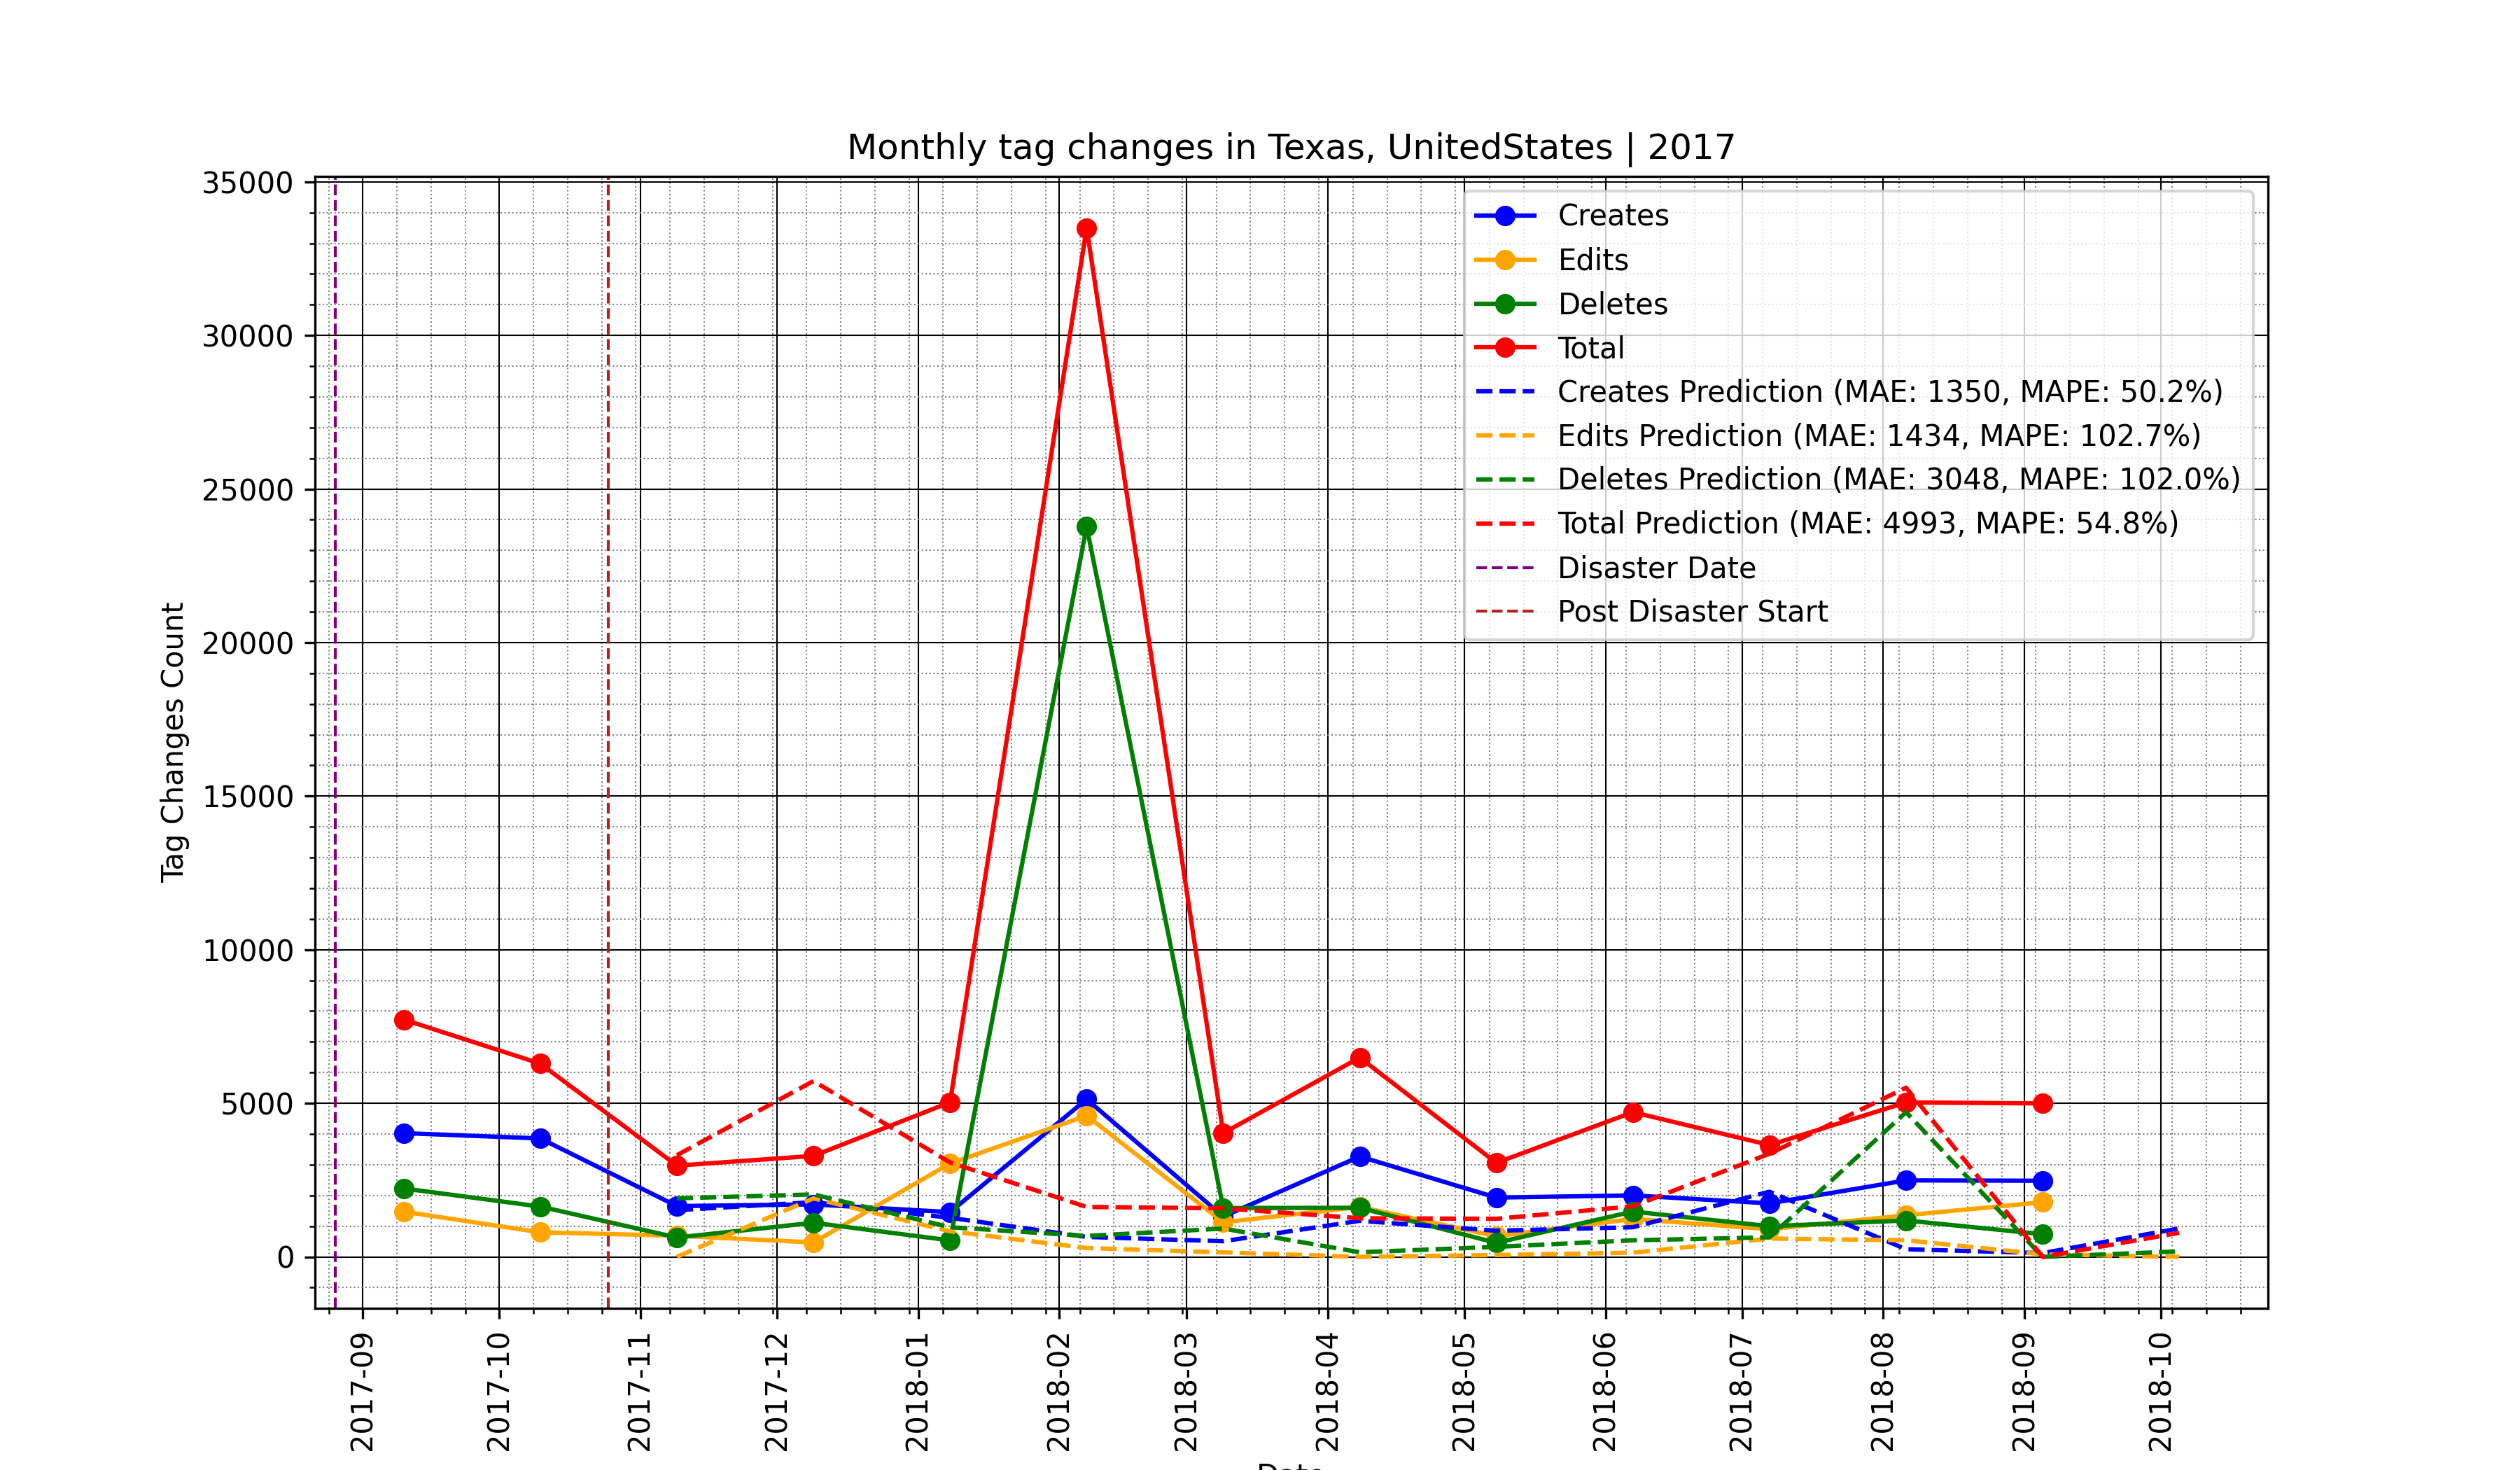 Monthly tag changes in Texas, UnitedStates | 2017
Tag Changes Count
35000
30000
25000
20000
15000
10000
5000
0
Creates
Edits
Deletes
Total
Creates Prediction (MAE: 1350, MAPE: 50.2%)
Edits Prediction (MAE: 1434, MAPE: 102.7%)
Deletes Prediction (MAE: 3048, MAPE: 102.0%)
Total Prediction (MAE: 4993, MAPE: 54.8%)
Disaster Date
Post Disaster Start
2017-09
2017-10
2017-11
2017-12
2018-01
2018-02
2018-03
2018-04
2018-05
2018-06
2018-07
2018-08
2018-09
2018-10
Date